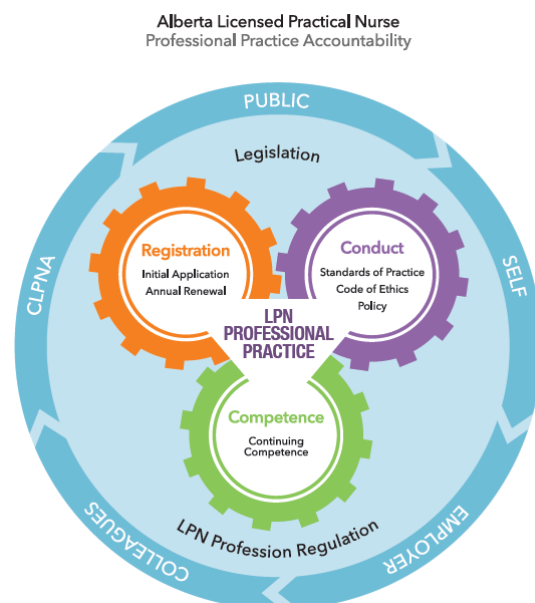 Alberta Licensed Practical Nurse
Professional Practice Accountability
PUBLIC
Legislation
Registration
Initial Application
Annual Renewal
Conduct
Standards of Practice
Code of Ethics
Policy
CLPNA
SELF
LPN
PROFESSIONAL
PRACTICE
Competence
Continuing
Competence
LPN Profession Regulation
COLLEAGUES
EMPLOYER